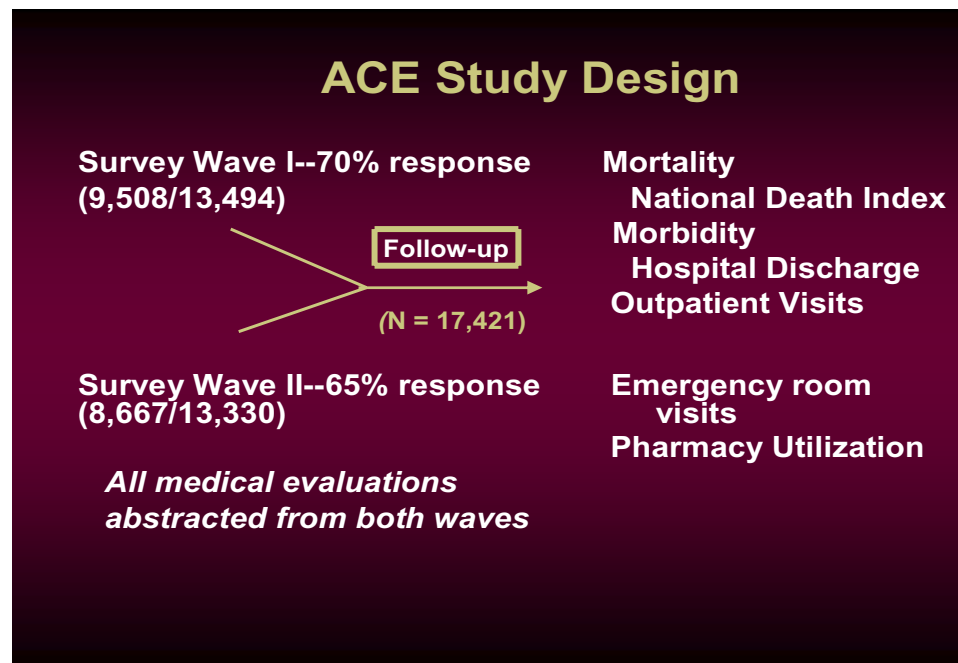 ACE Study Design
Survey Wave I--70% response
(9,508/13,494)
Follow-up
(N = 17,421)
Survey Wave II--65% response
(8,667/13,330)
All medical evaluations
abstracted from both waves
Mortality
National Death Index
Morbidity
Hospital Discharge
Outpatient Visits
Emergency room
visits
Pharmacy Utilization